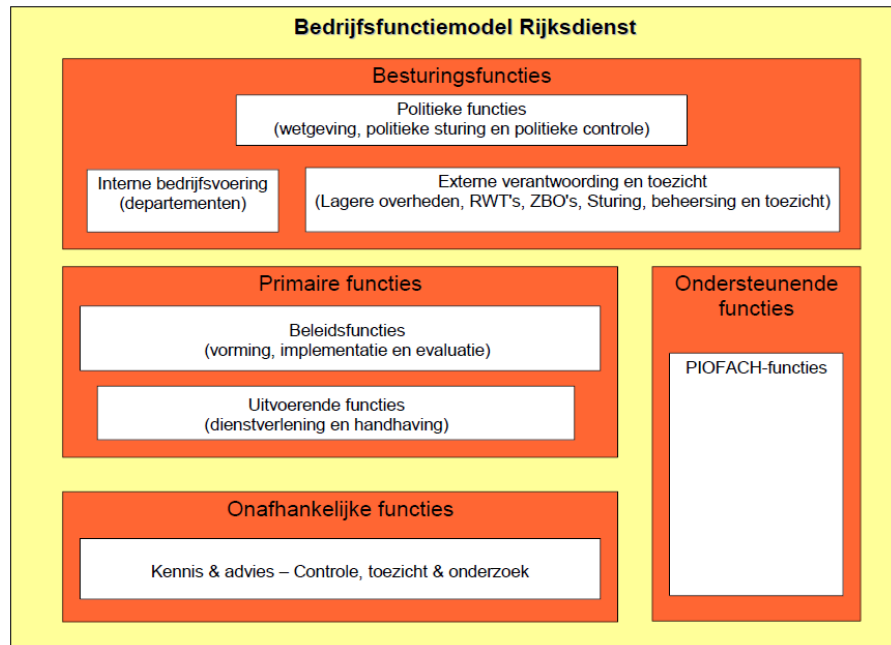 Bedrijfsfunctiemodel Rijksdienst
Besturingsfuncties
Politieke functies
(wetgeving, politieke sturing en politieke controle)
Interne bedrijfsvoering
(departementen)
Externe verantwoording en toezicht
(Lagere overheden, RWT's, ZBO's, Sturing, beheersing en toezicht)
Primaire functies
Beleidsfuncties
(vorming, implementatie en evaluatie)
Uitvoerende functies
(dienstverlening en handhaving)
Ondersteunende
functies
PIOFACH-functies
Onafhankelijke functies
Kennis & advies – Controle, toezicht & onderzoek